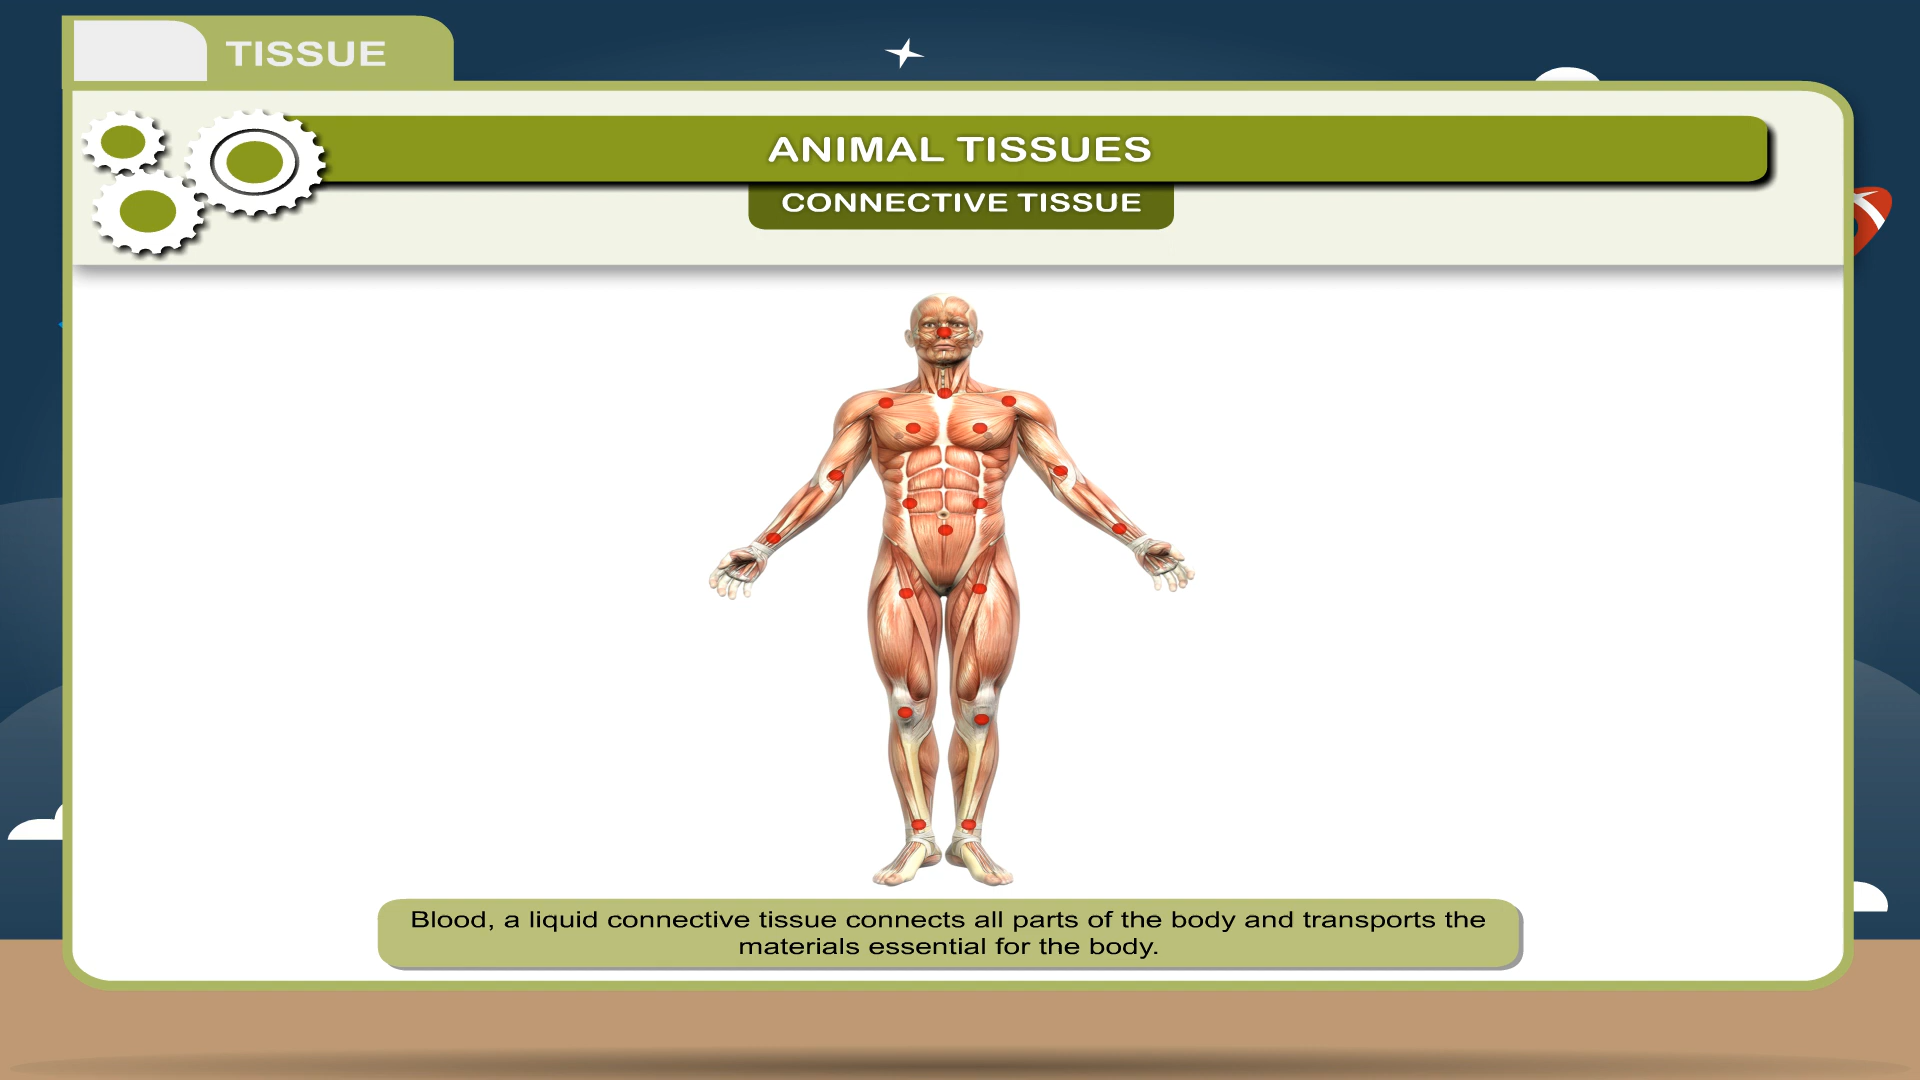 TISSUE
ANIMAL TISSUES
CONNECTIVE TISSUE
Blood, a liquid connective tissue connects all parts of the body and transports the
materials essential for the body.